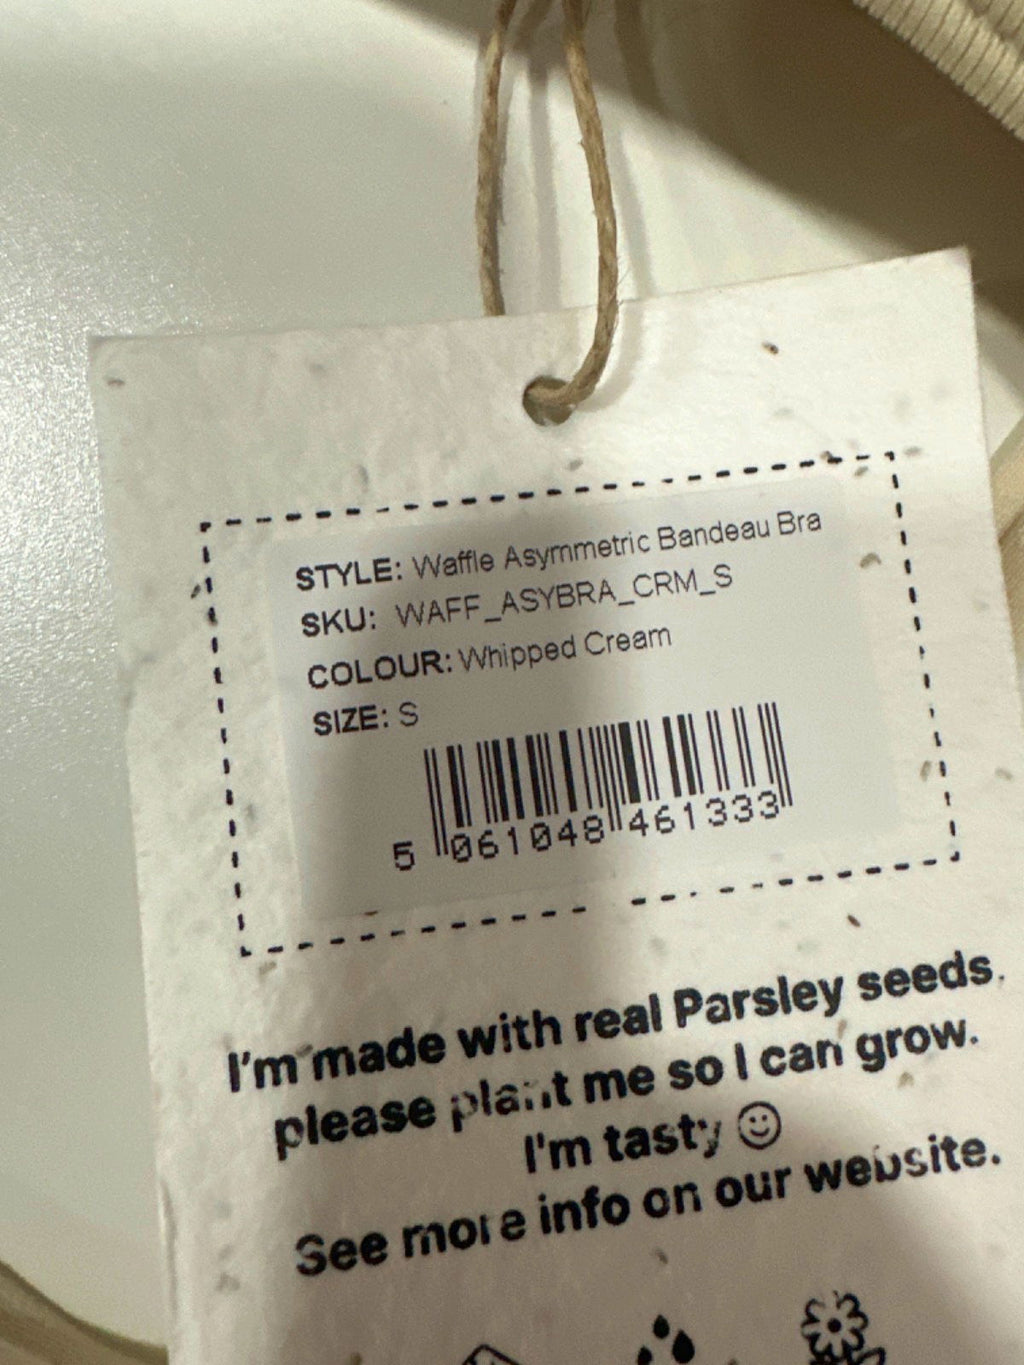 STYLE: Waffle Asymmetric Bandeau Bra
SKU: WAFF_ASYBRA_CRM_S
COLOUR: Whipped Cream
SIZE: S
5 061048 461333
I'm made with real Parsley seeds.
please plant me so I can grow.
I'm tasty ☺
See more info on our website.